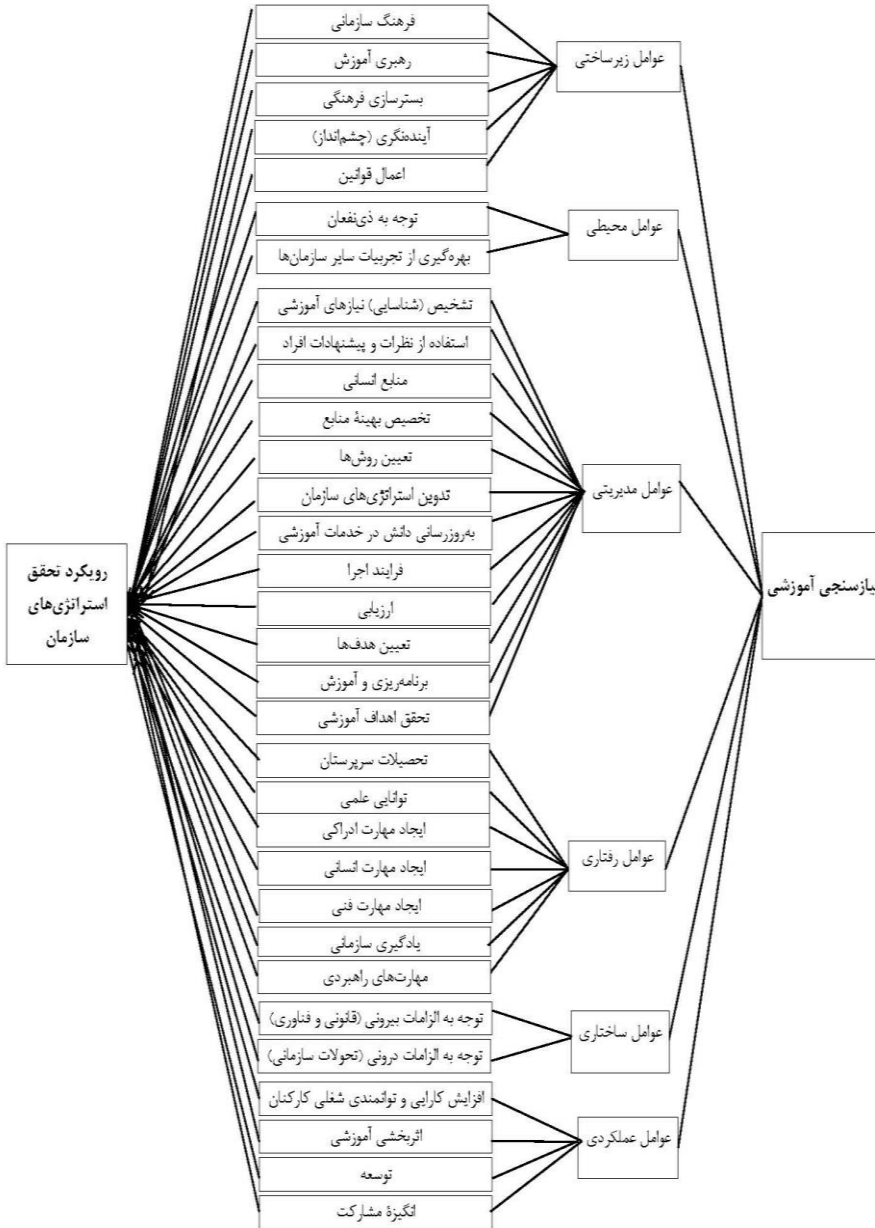 نیازسنجی آموزشی
عوامل زیرساختی
فرهنگ سازمانی
رهبری آموزش
بسترسازی فرهنگی
آینده‌نگری (چشم‌انداز)
اعمال قوانین
عوامل محیطی
توجه به ذی‌نفعان
بهره‌گیری از تجربیات سایر سازمان‌ها
عوامل مدیریتی
تشخیص (شناسایی) نیازهای آموزشی
استفاده از نظرات و پیشنهادات افراد
منابع انسانی
تخصیص بهینۀ منابع
تعیین روش‌ها
تدوین استراتژی‌های سازمان
به‌روزرسانی دانش در خدمات آموزشی
فرایند اجرا
ارزیابی
تعیین هدف‌ها
برنامه‌ریزی و آموزش
تحقق اهداف آموزشی
عوامل رفتاری
تحصیلات سرپرستان
توانایی علمی
ایجاد مهارت ادراکی
ایجاد مهارت انسانی
ایجاد مهارت فنی
یادگیری سازمانی
مهارت‌های راهبردی
عوامل ساختاری
توجه به الزامات بیرونی (قانونی و فناوری)
توجه به الزامات درونی (تحولات سازمانی)
عوامل عملکردی
افزایش کارایی و توانمندی شغلی کارکنان
اثربخشی آموزشی
توسعه
انگیزۀ مشارکت
رویکرد تحقق
استراتژی‌های
سازمان